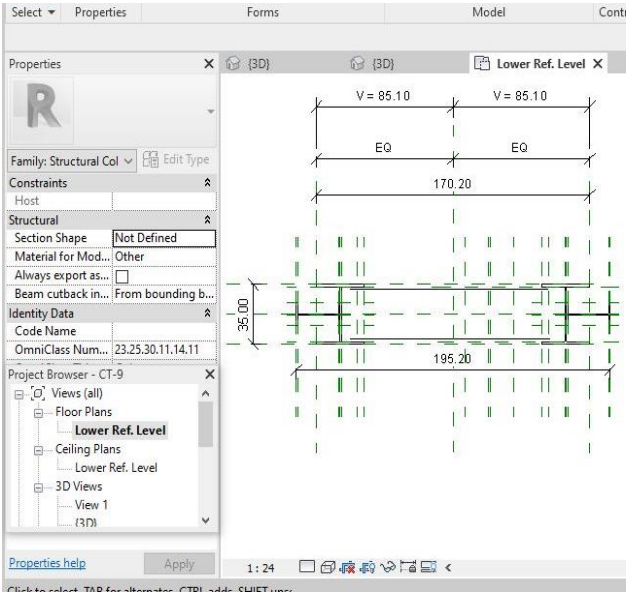 Select Properties Forms Model Cont
Properties
{3D} {3D} Lower Ref. Level
Family: Structural Col Edit Type
Constraints
Host
Structural
Section Shape Not Defined
Material for Mod... Other
Always export as...
Beam cutback in... From bounding b...
Identity Data
Code Name
OmniClass Num... 23.25.30.11.14.11
Project Browser - CT-9
Views (all)
Floor Plans
Lower Ref. Level
Ceiling Plans
Lower Ref. Level
3D Views
View 1
{3D}
Properties help Apply
V = 85.10 V = 85.10
EQ EQ
170.20
35.00
195.20
1 : 24
Click to select, TAB for alternates, CTRL adds, SHIFT uns